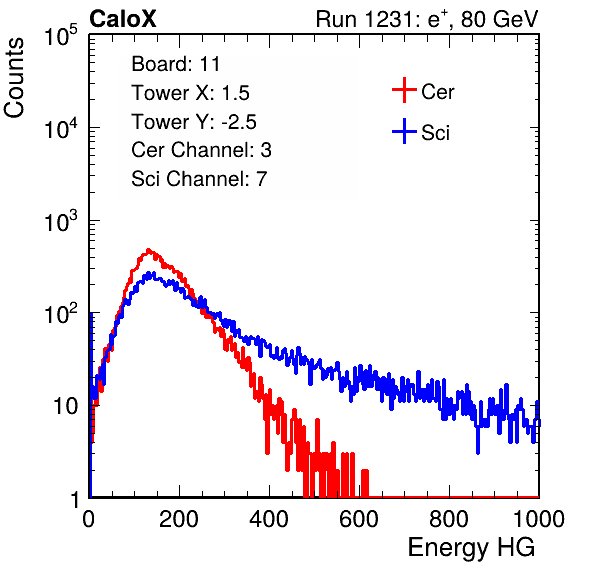 CaloX Run 1231: e⁺, 80 GeV
Board: 11
Tower X: 1.5
Tower Y: -2.5
Cer Channel: 3
Sci Channel: 7
Cer
Sci
Counts
10⁵
10⁴
10³
10²
10
1
0 200 400 600 800 1000
Energy HG